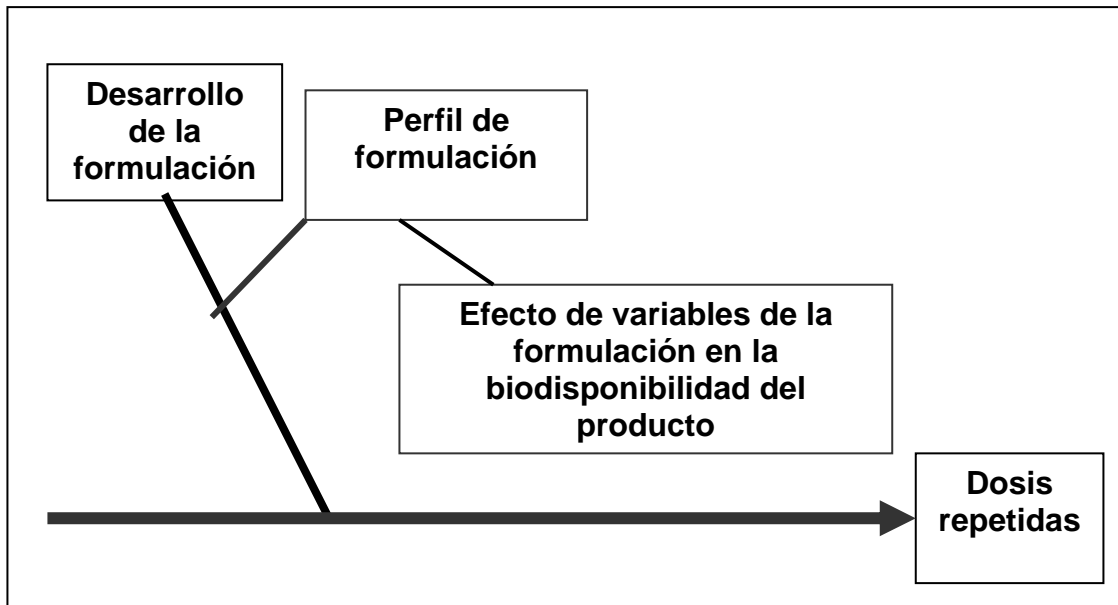 Desarrollo
de la
formulación
Perfil de
formulación
Efecto de variables de la
formulación en la
biodisponibilidad del
producto
Dosis
repetidas